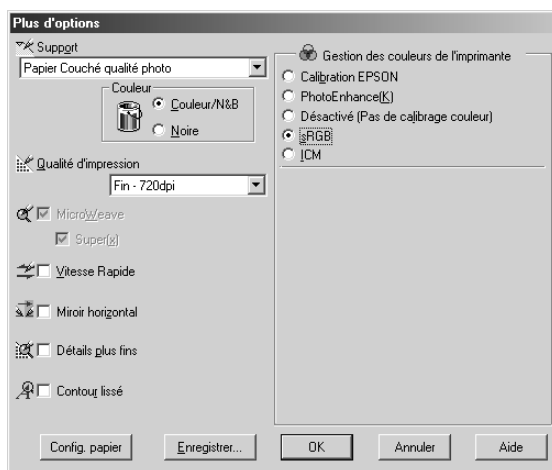 Plus d'options
Support
Papier Couché qualité photo
Couleur
Couleur/N&B
Noire
Qualité d'impression
Fin - 720dpi
MicroWeave
Super(x)
Vitesse Rapide
Miroir horizontal
Détails plus fins
Contour lissé
Gestion des couleurs de l'imprimante
Calibration EPSON
PhotoEnhance(K)
Désactivé (Pas de calibrage couleur)
sRGB
ICM
Config. papier
Enregistrer...
OK
Annuler
Aide